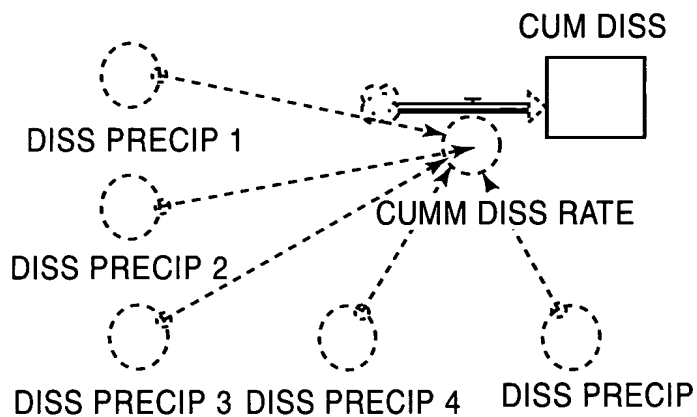 CUM DISS
DISS PRECIP 1
CUMM DISS RATE
DISS PRECIP 2
DISS PRECIP 3
DISS PRECIP 4
DISS PRECIP